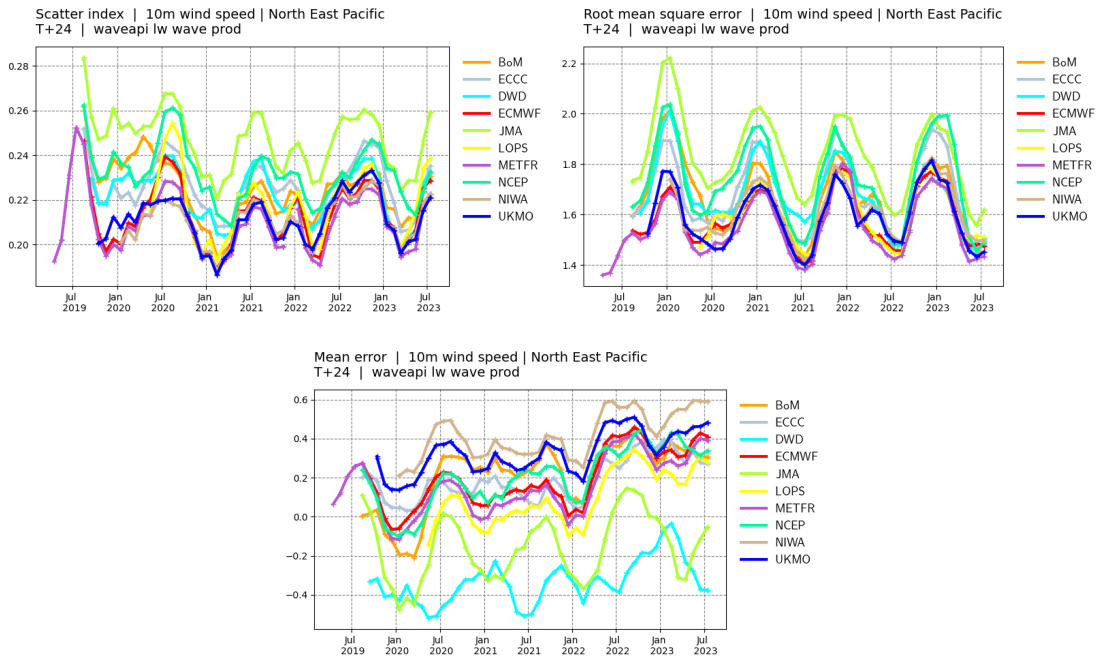 Scatter index | 10m wind speed | North East Pacific
T+24 | waveapi lw wave prod
0.28
0.26
0.24
0.22
0.20
Jul 2019
Jan 2020
Jul 2020
Jan 2021
Jul 2021
Jan 2022
Jul 2022
Jan 2023
Jul 2023
BoM
ECCC
DWD
ECMWF
JMA
LOPS
METFR
NCEP
NIWA
UKMO
Root mean square error | 10m wind speed | North East Pacific
T+24 | waveapi lw wave prod
2.2
2.0
1.8
1.6
1.4
Jul 2019
Jan 2020
Jul 2020
Jan 2021
Jul 2021
Jan 2022
Jul 2022
Jan 2023
Jul 2023
BoM
ECCC
DWD
ECMWF
JMA
LOPS
METFR
NCEP
NIWA
UKMO
Mean error | 10m wind speed | North East Pacific
T+24 | waveapi lw wave prod
0.6
0.4
0.2
0.0
−0.2
−0.4
Jul 2019
Jan 2020
Jul 2020
Jan 2021
Jul 2021
Jan 2022
Jul 2022
Jan 2023
Jul 2023
BoM
ECCC
DWD
ECMWF
JMA
LOPS
METFR
NCEP
NIWA
UKMO